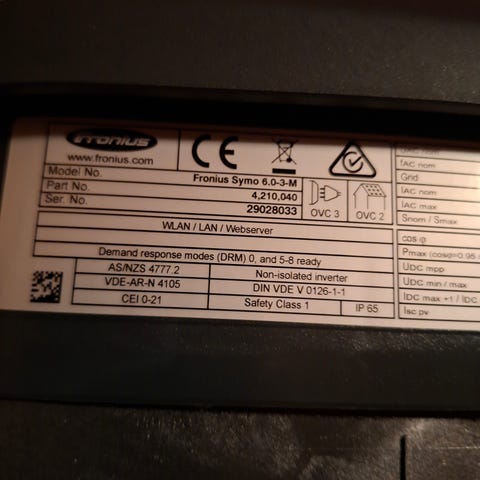 Fronius
www.fronius.com
CE
Model No. Fronius Symo 6.0-3-M
Part No. 4,210,040
Ser. No. 29028033
OVC 3 OVC 2
WLAN / LAN / Webserver
Demand response modes (DRM) 0, and 5-8 ready
AS/NZS 4777.2 Non-isolated inverter
VDE-AR-N 4105 DIN VDE V 0126-1-1
CEI 0-21 Safety Class 1 IP 65
UAC nom
fAC nom
Grid
IAC nom
IAC max
Snom / Smax
cos φ
Pmax (cosφ=0.95
UDC mpp
UDC min / max
IDC max
Isc pv